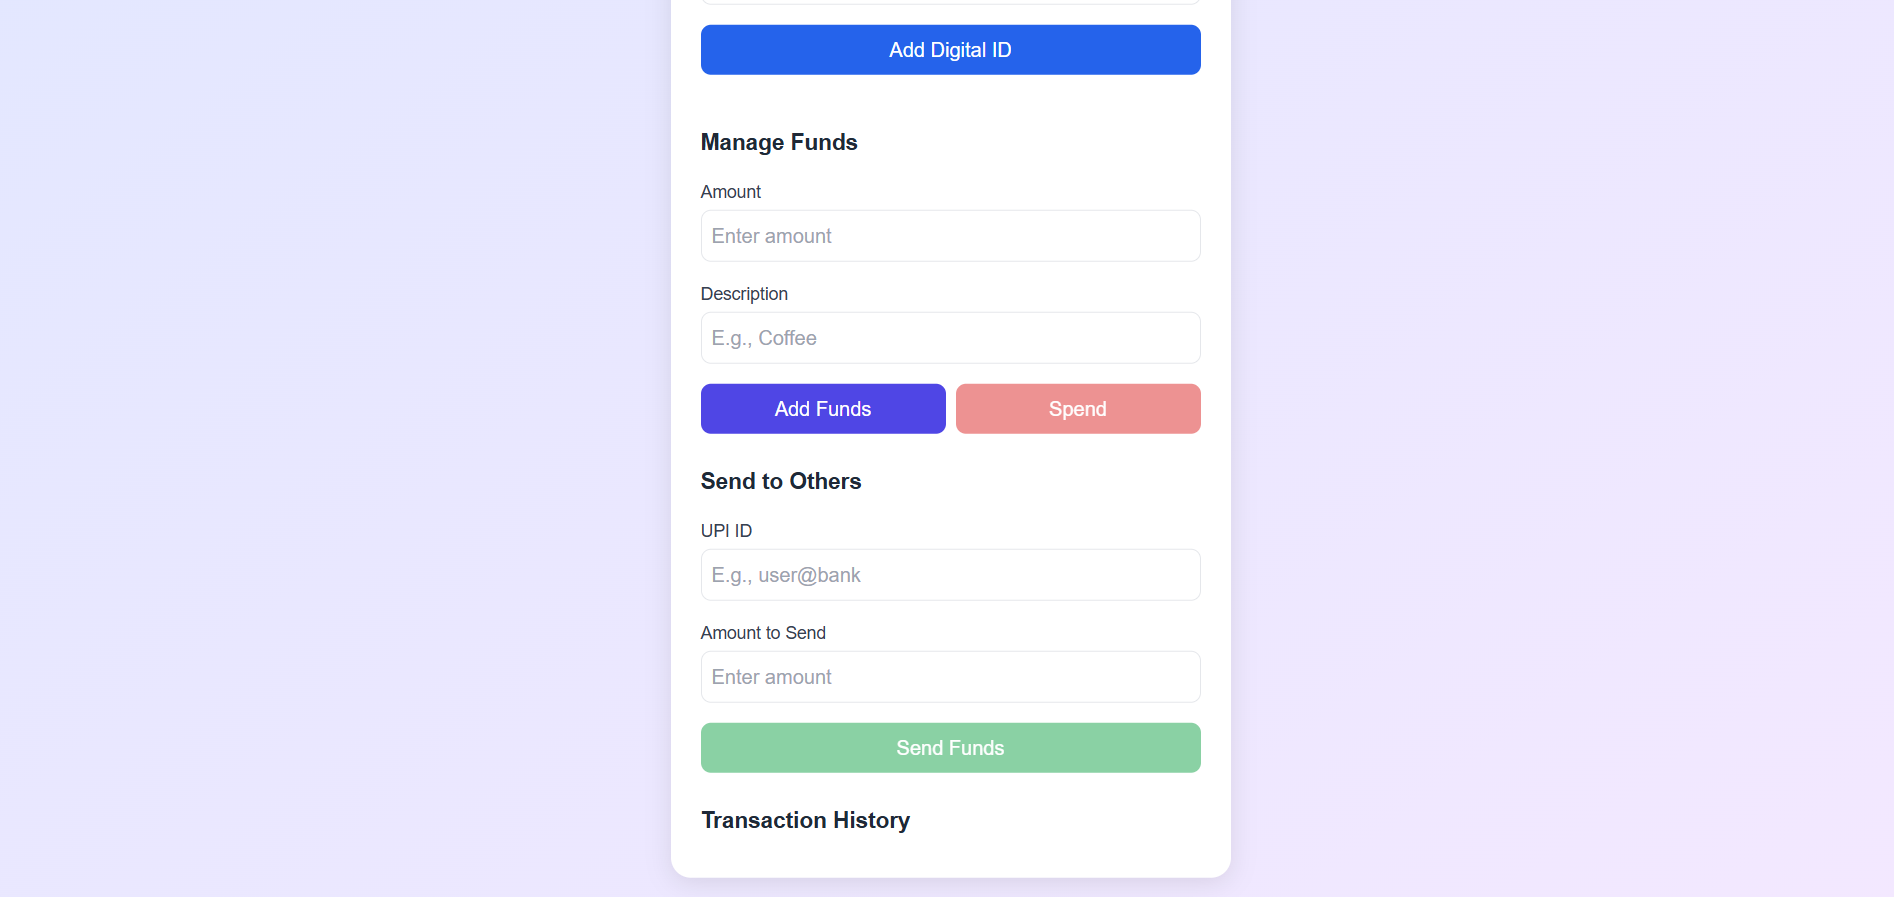 Add Digital ID
Manage Funds
Amount
Enter amount
Description
E.g., Coffee
Add Funds
Spend
Send to Others
UPI ID
E.g., user@bank
Amount to Send
Enter amount
Send Funds
Transaction History